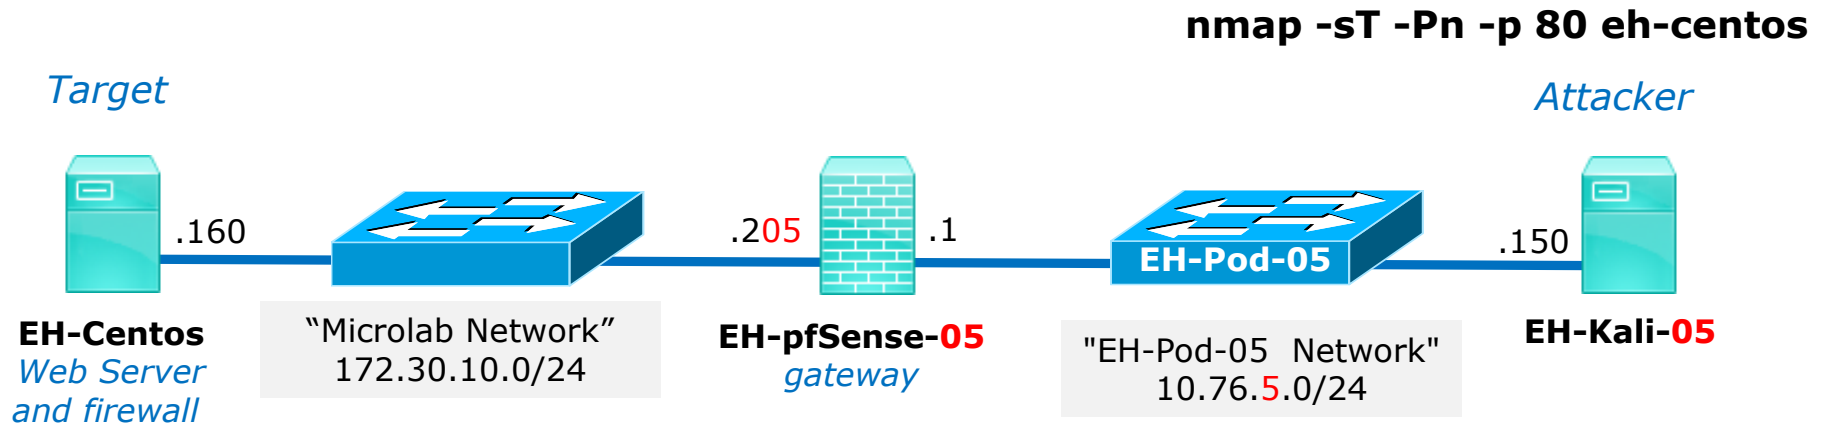 nmap -sT -Pn -p 80 eh-centos
Target
Attacker
.160
.205
.1
.150
EH-Pod-05
EH-Centos
Web Server
and firewall
“Microlab Network”
172.30.10.0/24
EH-pfSense-05
gateway
"EH-Pod-05 Network"
10.76.5.0/24
EH-Kali-05